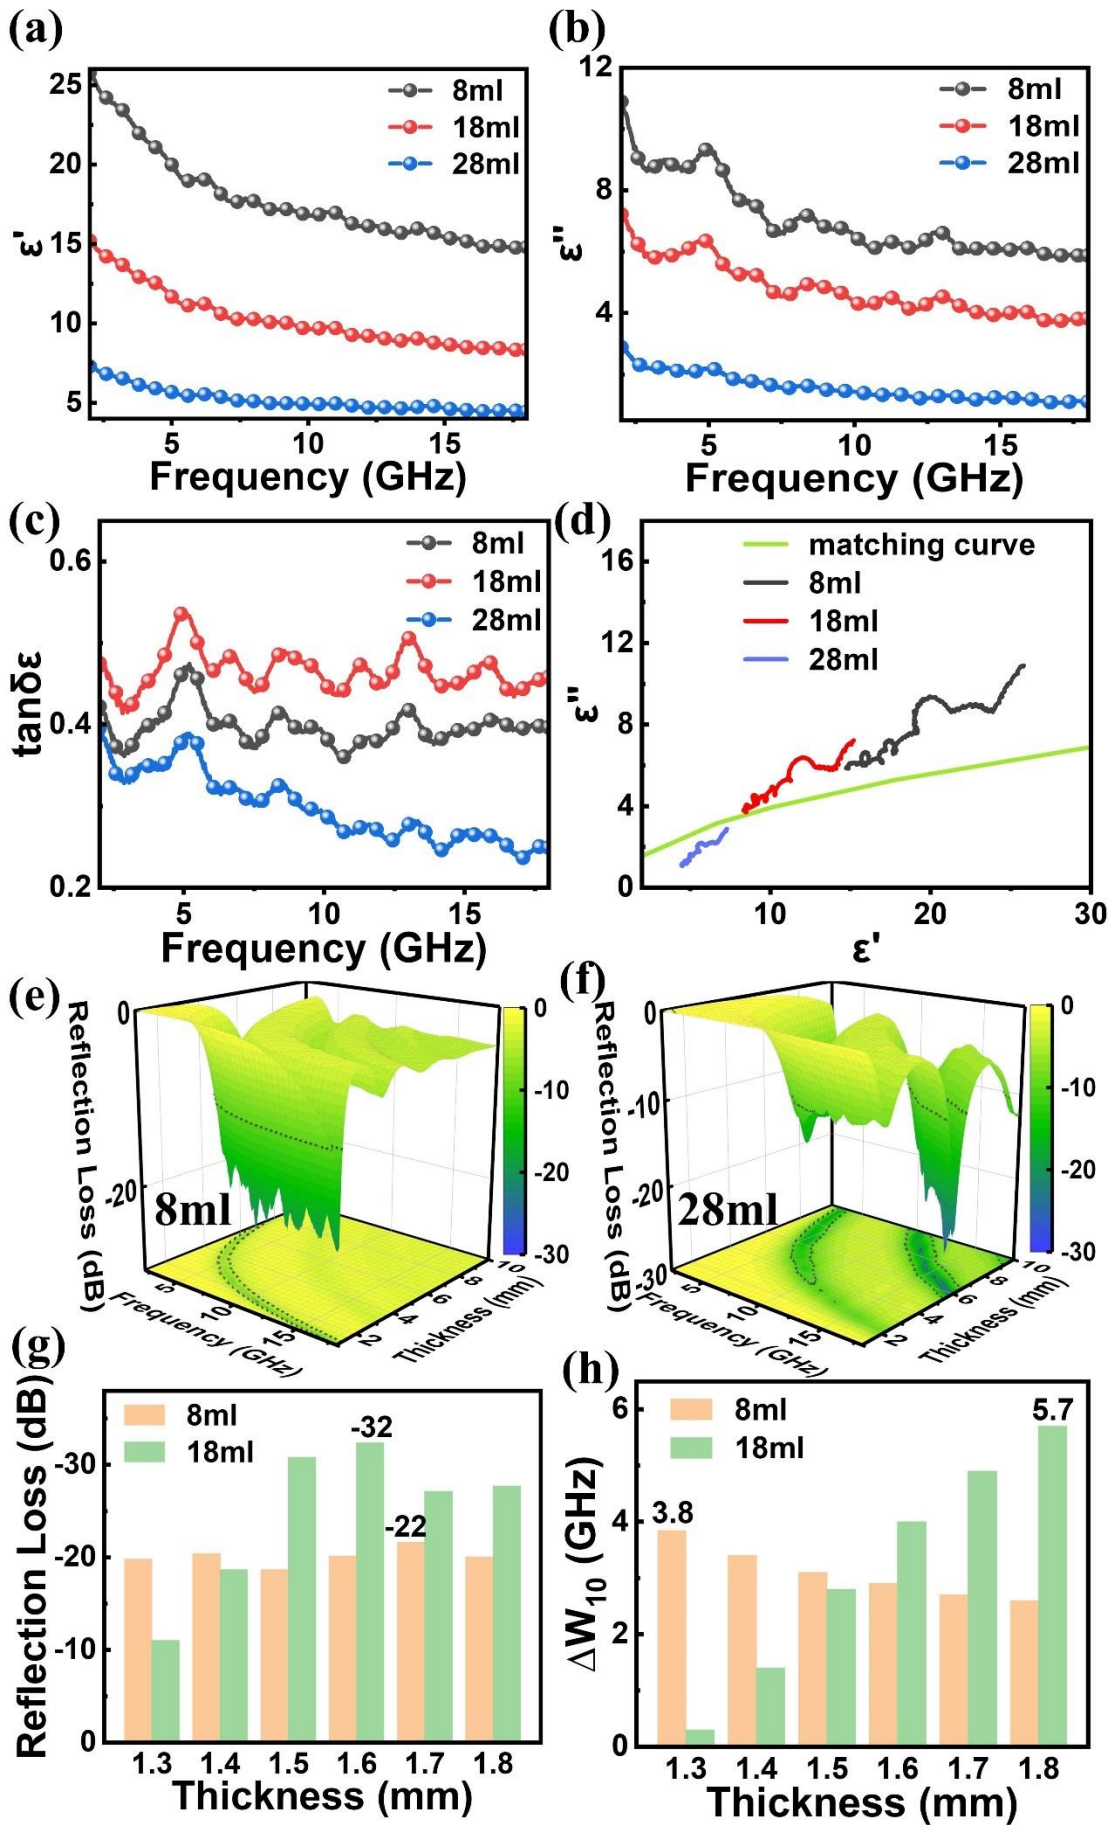 (a)
25
20
15
10
5
ε'
8ml
18ml
28ml
5
10
15
Frequency (GHz)
(b)
12
8
4
ε''
8ml
18ml
28ml
5
10
15
Frequency (GHz)
(c)
0.6
0.4
0.2
tanδε
8ml
18ml
28ml
5
10
15
Frequency (GHz)
(d)
16
12
8
4
0
ε''
matching curve
8ml
18ml
28ml
10
20
30
ε'
(e)
Reflection Loss (dB)
0
-20
8ml
5
10
15
Frequency (GHz)
2
4
6
8
10
Thickness (mm)
0
-10
-20
-30
(f)
Reflection Loss (dB)
0
-10
-20
-30
28ml
5
10
15
Frequency (GHz)
2
4
6
8
10
Thickness (mm)
0
-10
-20
-30
(g)
Reflection Loss (dB)
-30
-20
-10
0
8ml
18ml
-32
-22
1.3
1.4
1.5
1.6
1.7
1.8
Thickness (mm)
(h)
ΔW10 (GHz)
6
4
2
0
8ml
18ml
3.8
5.7
1.3
1.4
1.5
1.6
1.7
1.8
Thickness (mm)